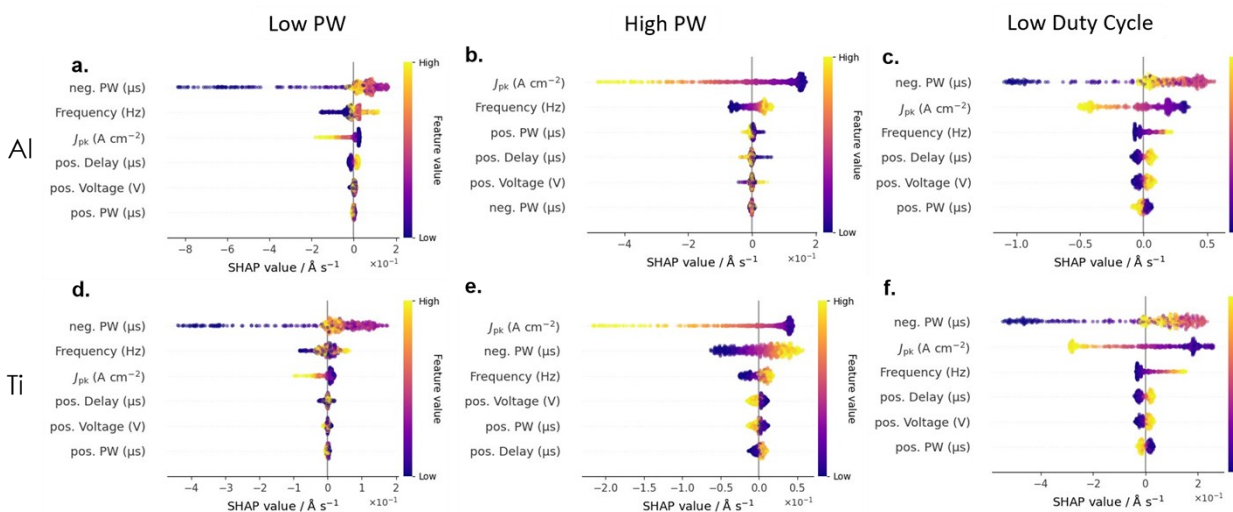 Low PW
High PW
Low Duty Cycle
Al
Ti
a.
neg. PW (μs)
Frequency (Hz)
Jpk (A cm−2)
pos. Delay (μs)
pos. Voltage (V)
pos. PW (μs)
−8 −6 −4 −2 0 2
SHAP value / Å s−1
×10−1
High
Feature value
Low
b.
Jpk (A cm−2)
Frequency (Hz)
pos. PW (μs)
pos. Delay (μs)
pos. Voltage (V)
neg. PW (μs)
−4 −2 0 2
SHAP value / Å s−1
×10−1
High
Feature value
Low
c.
neg. PW (μs)
Jpk (A cm−2)
Frequency (Hz)
pos. Delay (μs)
pos. Voltage (V)
pos. PW (μs)
−1.0 −0.5 0.0 0.5
SHAP value / Å s−1
d.
neg. PW (μs)
Frequency (Hz)
Jpk (A cm−2)
pos. Delay (μs)
pos. Voltage (V)
pos. PW (μs)
−4 −2 0 2
SHAP value / Å s−1
×10−1
High
Feature value
Low
e.
Jpk (A cm−2)
neg. PW (μs)
Frequency (Hz)
pos. Voltage (V)
pos. PW (μs)
pos. Delay (μs)
−2.0 −1.5 −1.0 −0.5 0.0 0.5
SHAP value / Å s−1
×10−1
High
Feature value
Low
f.
neg. PW (μs)
Jpk (A cm−2)
Frequency (Hz)
pos. Delay (μs)
pos. Voltage (V)
pos. PW (μs)
−4 −2 0 2
SHAP value / Å s−1
×10−1